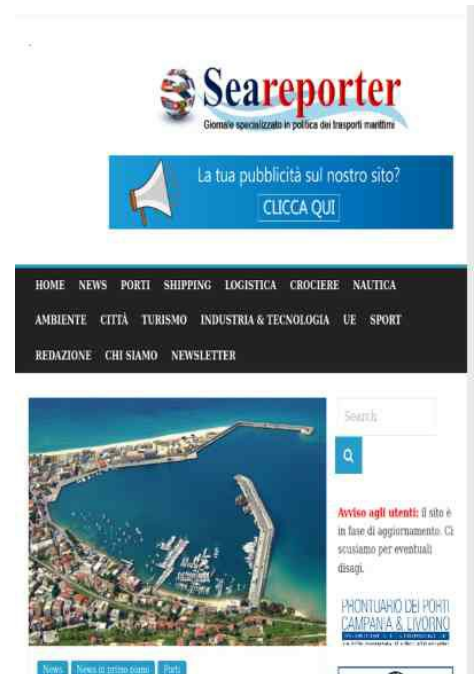 Seareporter
Giornale specializzato in politica dei trasporti marittimi
La tua pubblicità sul nostro sito?
CLICCA QUI
HOME NEWS PORTI SHIPPING LOGISTICA CROCIERE NAUTICA
AMBIENTE CITTÀ TURISMO INDUSTRIA & TECNOLOGIA UE SPORT
REDAZIONE CHI SIAMO NEWSLETTER
Search
Avviso agli utenti: il sito è
in fase di aggiornamento. Ci
scusiamo per eventuali
disagi.
PRONTUARIO DEI PORTI
CAMPANIA & LIVORNO
News News in primo piano Porti